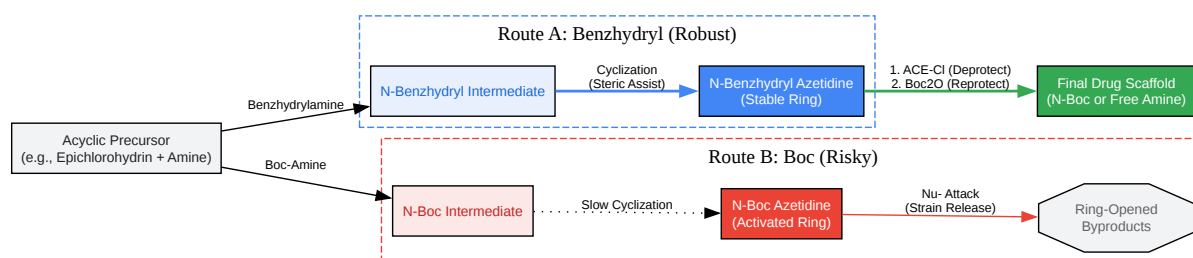 Route A: Benzhydryl (Robust)
Benzhydrylamine
N-Benzhydryl Intermediate
Cyclization
(Steric Assist)
N-Benzhydryl Azetidine
(Stable Ring)
1. ACE-Cl (Deprotect)
2. Boc2O (Reprotect)
Final Drug Scaffold
(N-Boc or Free Amine)
Acyclic Precursor
(e.g., Epichlorohydrin + Amine)
Route B: Boc (Risky)
Boc-Amine
N-Boc Intermediate
Slow Cyclization
N-Boc Azetidine
(Activated Ring)
Nu- Attack
(Strain Release)
Ring-Opened
Byproducts